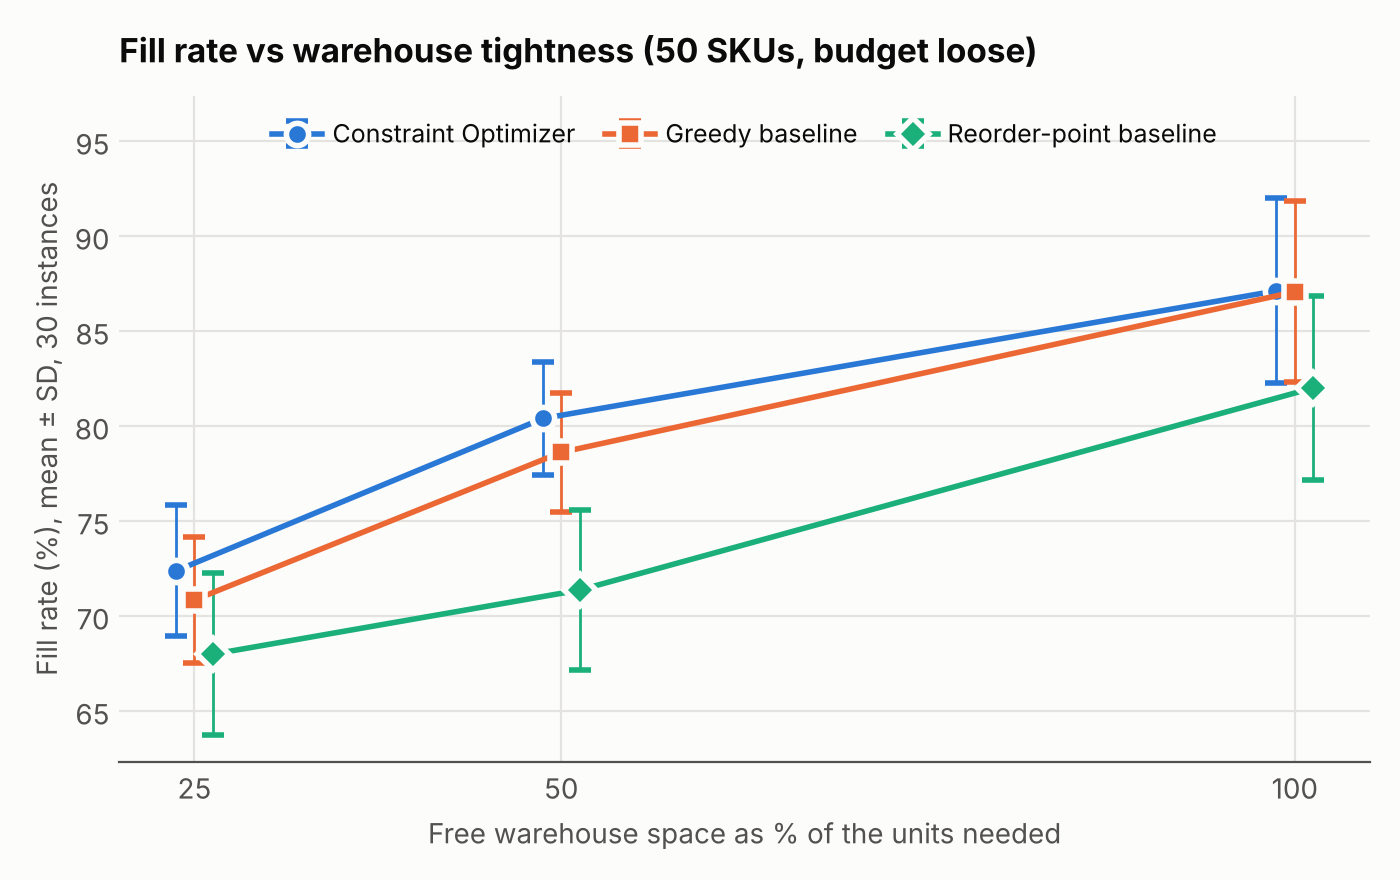 Fill rate vs warehouse tightness (50 SKUs, budget loose)
Constraint Optimizer
Greedy baseline
Reorder-point baseline
Fill rate (%), mean ± SD, 30 instances
95
90
85
80
75
70
65
25
50
100
Free warehouse space as % of the units needed